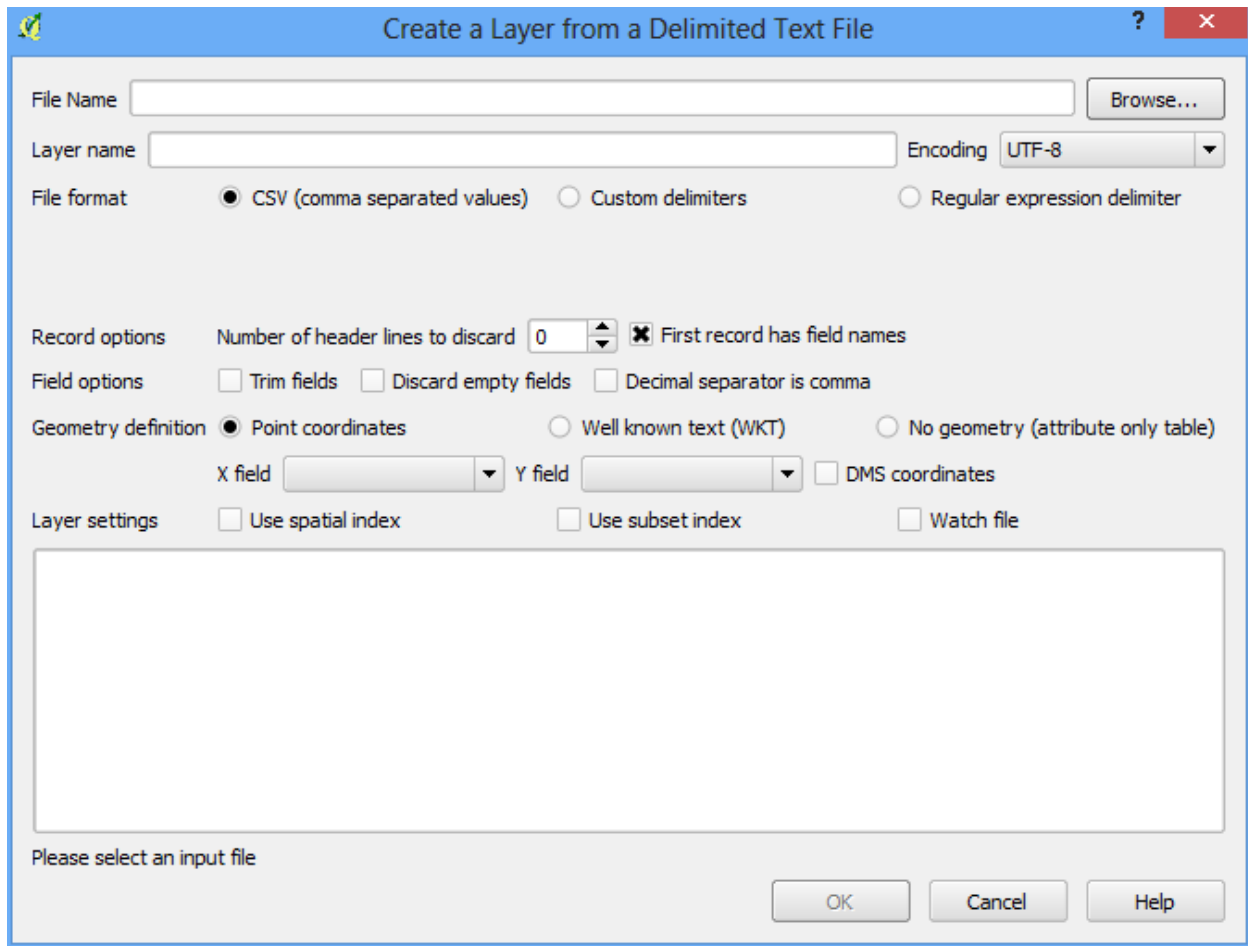 Create a Layer from a Delimited Text File ?
File Name Browse...
Layer name Encoding UTF-8
File format CSV (comma separated values) Custom delimiters Regular expression delimiter
Record options Number of header lines to discard 0 First record has field names
Field options Trim fields Discard empty fields Decimal separator is comma
Geometry definition Point coordinates Well known text (WKT) No geometry (attribute only table)
X field Y field DMS coordinates
Layer settings Use spatial index Use subset index Watch file
Please select an input file
OK Cancel Help